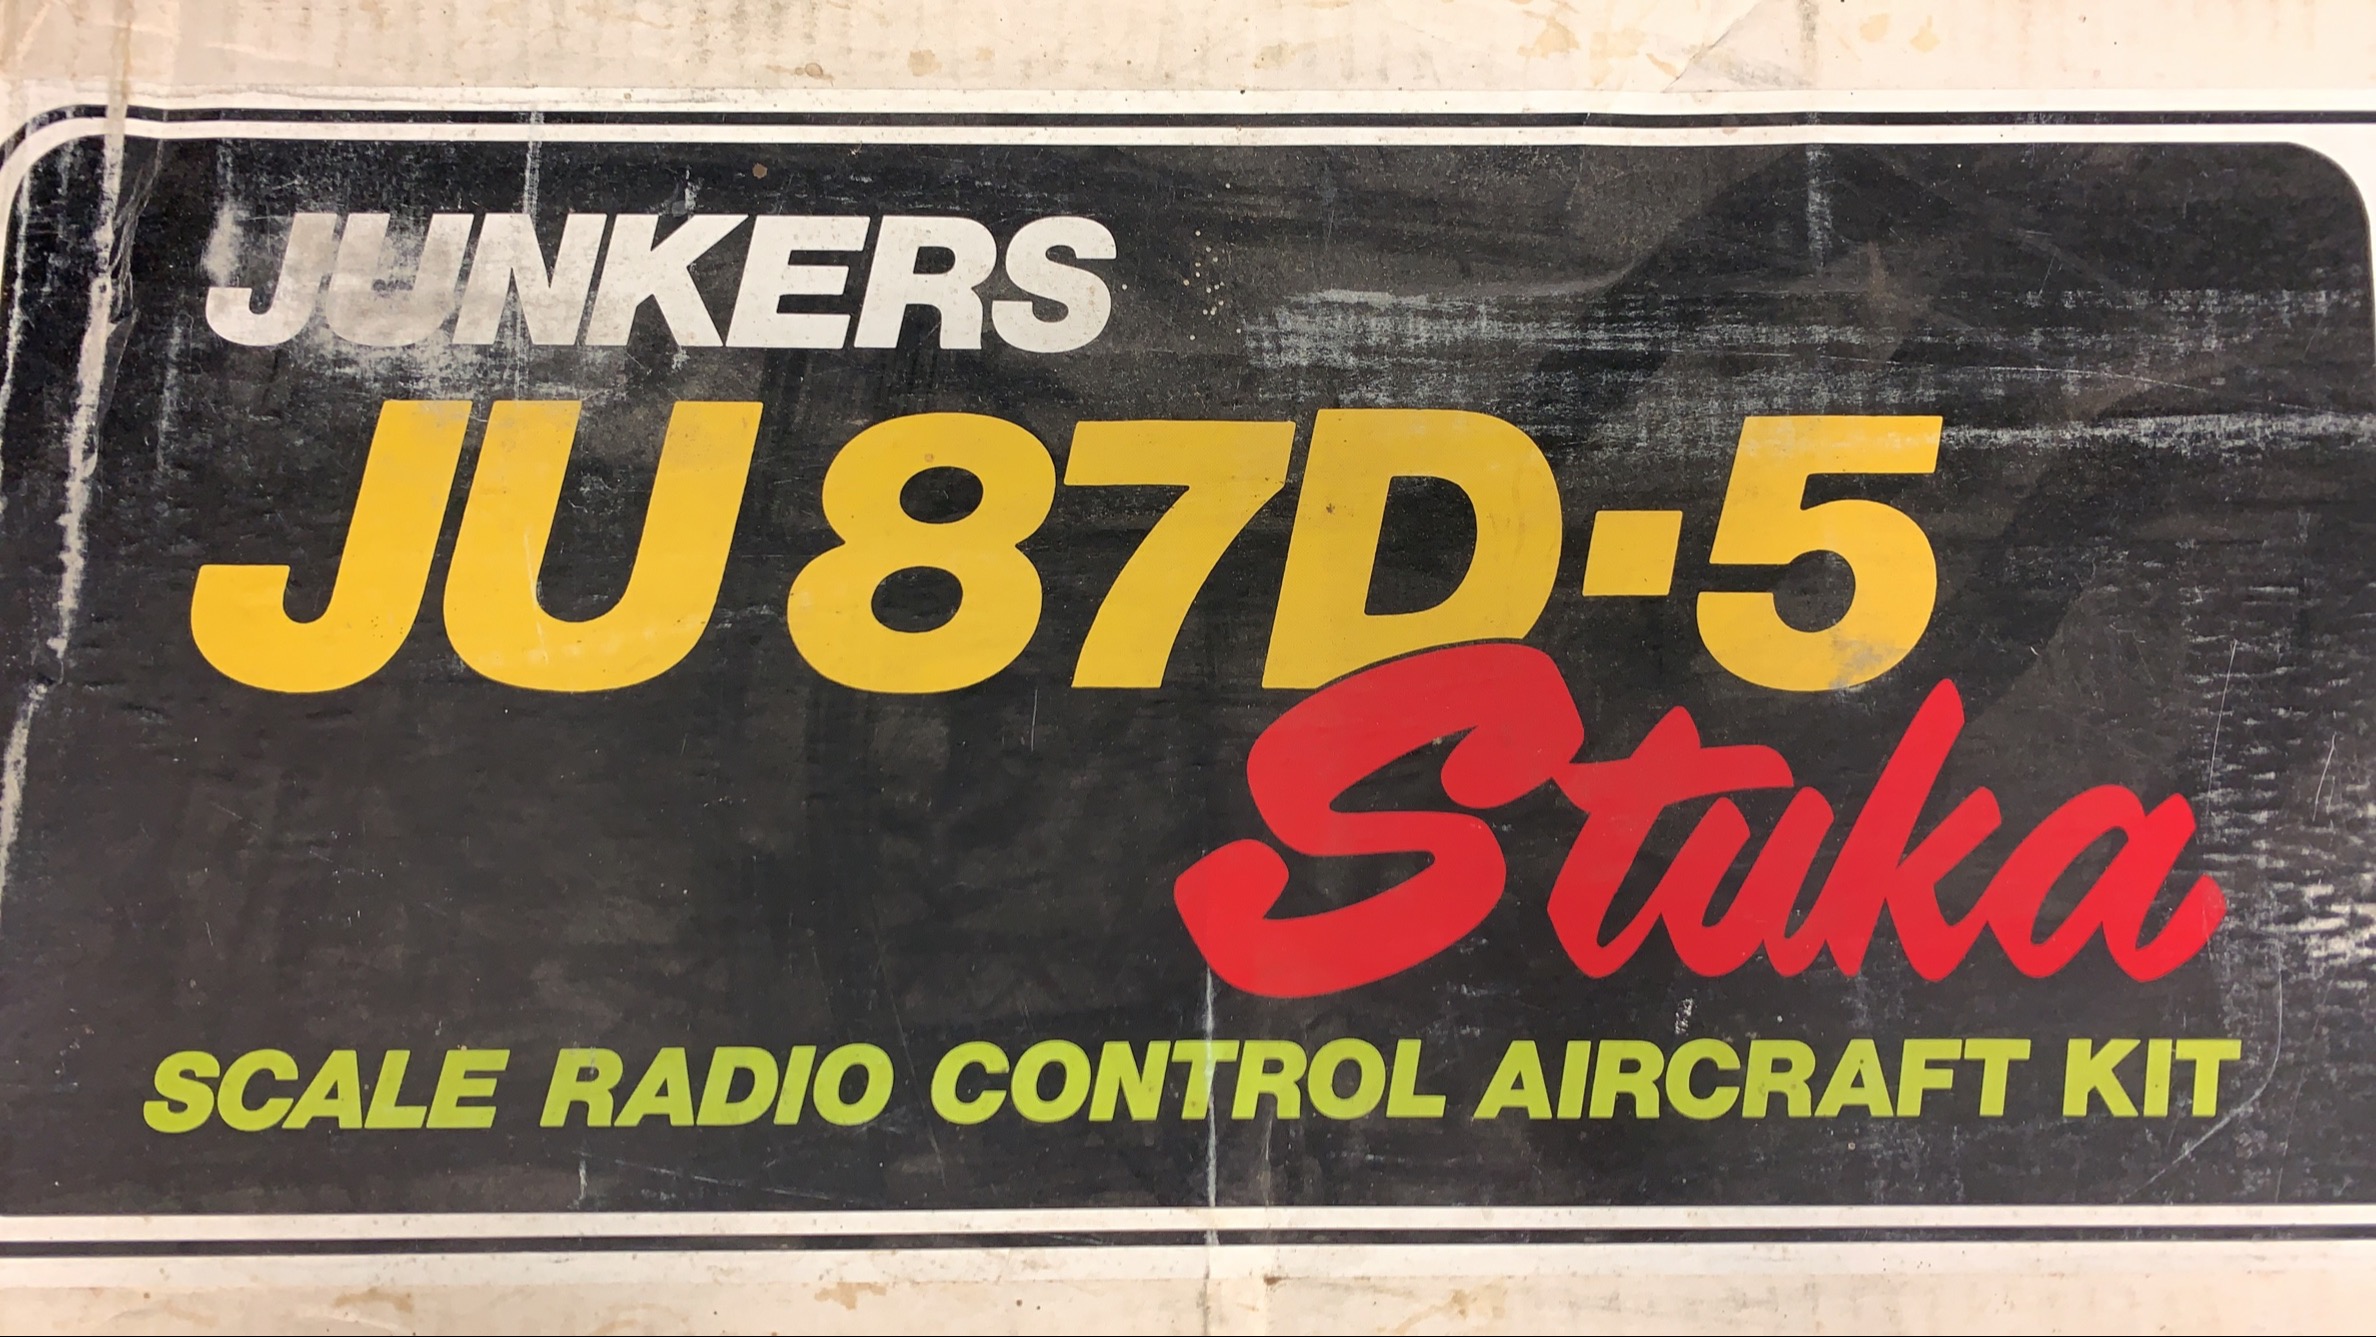 JUNKERS
JU 87D-5
Stuka
SCALE RADIO CONTROL AIRCRAFT KIT